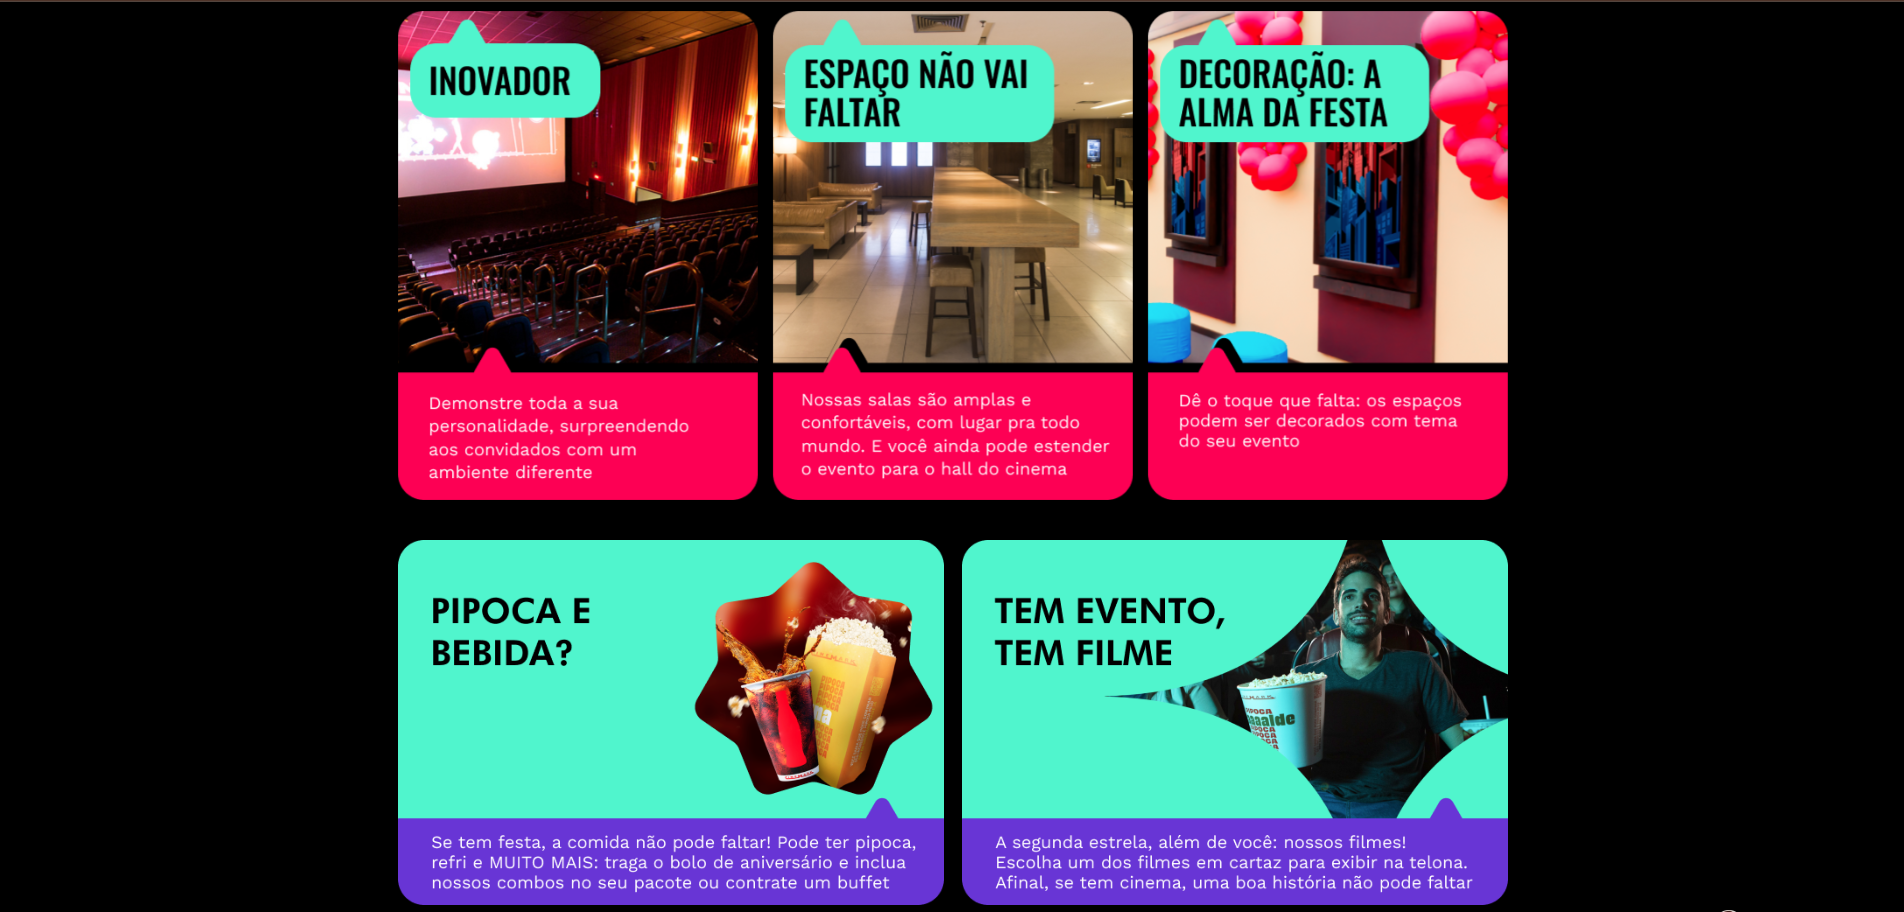 INOVADOR
Demonstre toda a sua
personalidade, surpreendendo
aos convidados com um
ambiente diferente
ESPAÇO NÃO VAI
FALTAR
Nossas salas são amplas e
confortáveis, com lugar pra todo
mundo. E você ainda pode estender
o evento para o hall do cinema
DECORAÇÃO: A
ALMA DA FESTA
Dê o toque que falta: os espaços
podem ser decorados com tema
do seu evento
PIPOCA E
BEBIDA?
Se tem festa, a comida não pode faltar! Pode ter pipoca,
refri e MUITO MAIS: traga o bolo de aniversário e inclua
nossos combos no seu pacote ou contrate um buffet
TEM EVENTO,
TEM FILME
PIPOCA
A segunda estrela, além de você: nossos filmes!
Escolha um dos filmes em cartaz para exibir na telona.
Afinal, se tem cinema, uma boa história não pode faltar